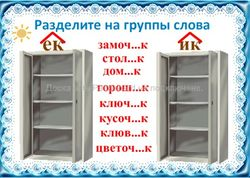 Разделите на группы слова
ек
ик
замоч...к
стол...к
дом...к
горош...к
ключ...к
кусоч...к
клюв...к
цветоч...к